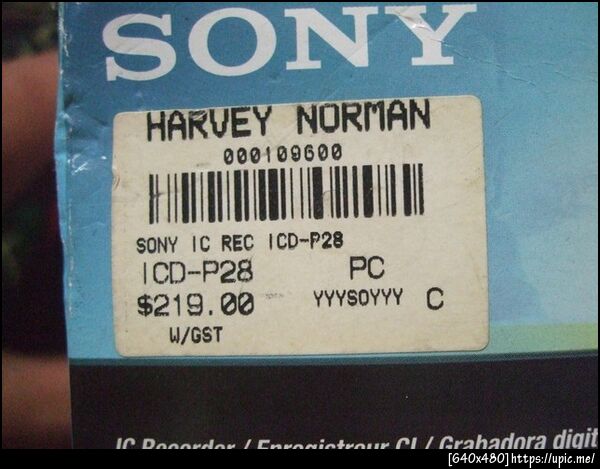 SONY
HARVEY NORMAN
000109600
SONY IC REC ICD-P28
ICD-P28 PC
$219.00 YYYSOYYY C
W/GST
IC Recorder / Enregistreur CI / Grabadora digit
[640x480]https://upic.me/